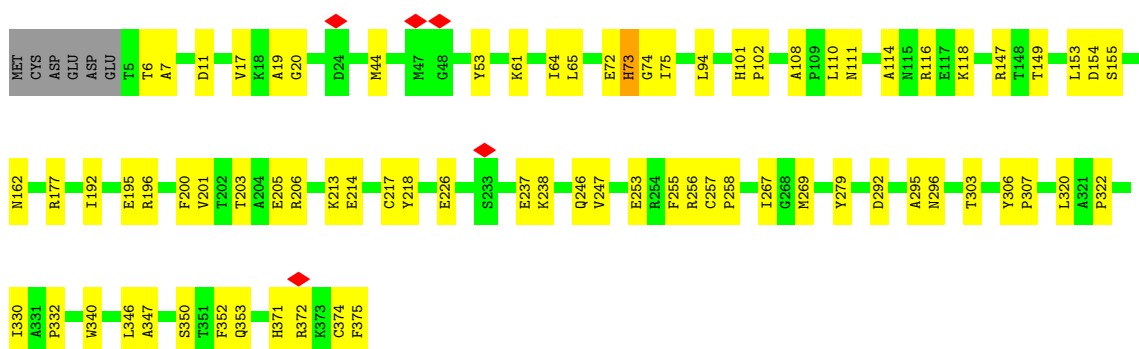 MET CYS ASP GLU ASP GLU T5 T6 A7 D11 V17 K18 A19 G20 D24 M44 M47 G48 Y53 K61 I64 L65 E72 H73 G74 I75 L94 H101 P102 A108 P109 L110 N111 A114 N115 R116 E117 K118 R147 T148 T149 L153 D154 S155
N162 R177 I192 E195 R196 F200 V201 T202 T203 A204 E205 R206 K213 E214 C217 Y218 E226 S233 E237 K238 Q246 V247 E253 R254 F255 R256 C257 P258 I267 G268 M269 Y279 D292 A295 N296 T303 Y306 P307 L320 A321 P322
I330 A331 P332 W340 L346 A347 S350 T351 F352 Q353 H371 R372 K373 C374 F375